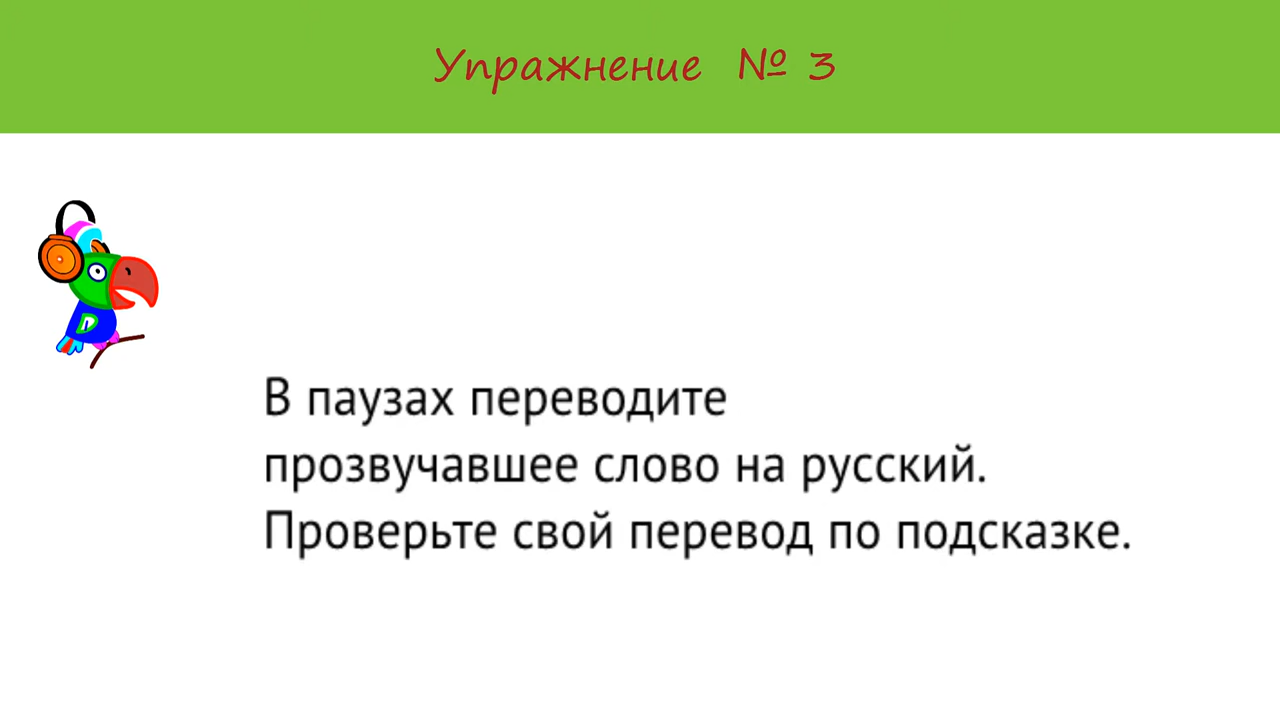 Упражнение № 3
D
В паузах переводите
прозвучавшее слово на русский.
Проверьте свой перевод по подсказке.